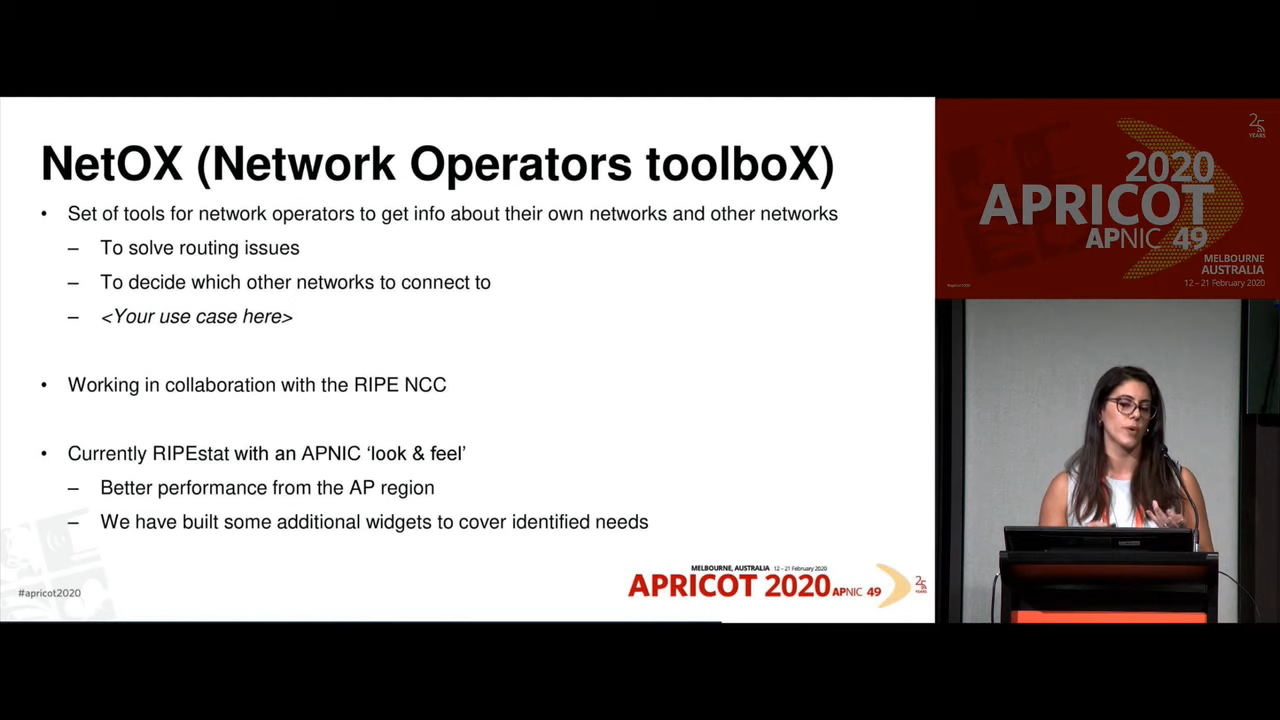 NetOX (Network Operators toolboX)
• Set of tools for network operators to get info about their own networks and other networks
– To solve routing issues
– To decide which other networks to connect to
– <Your use case here>
• Working in collaboration with the RIPE NCC
• Currently RIPEstat with an APNIC ‘look & feel’
– Better performance from the AP region
– We have built some additional widgets to cover identified needs
#apricot2020
MELBOURNE, AUSTRALIA 12 – 21 February 2020
APRICOT 2020 APNIC 49
25 YEARS
25
YEARS
2020
APRICOT
APNIC 49
MELBOURNE
AUSTRALIA
12 – 21 February 2020
#apricot2020